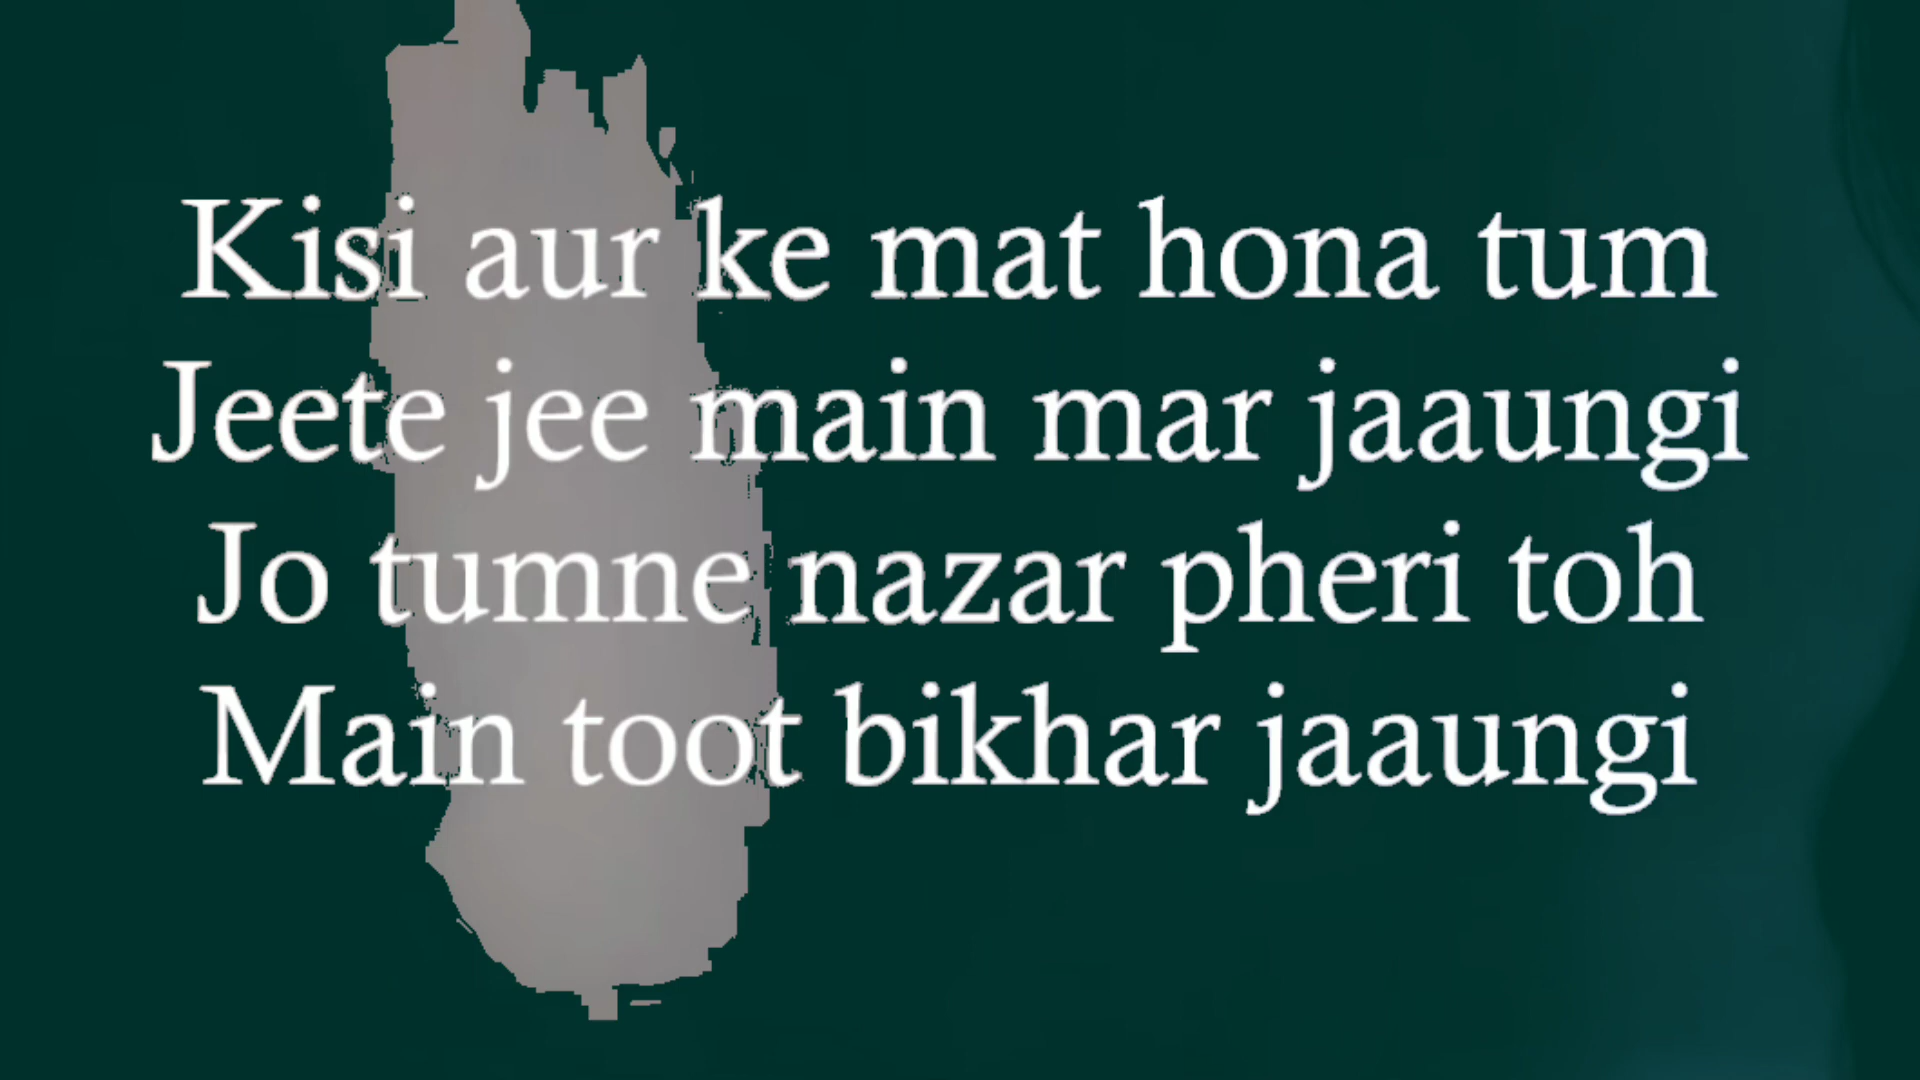 Kisi aur ke mat hona tum
Jeete jee main mar jaaungi
Jo tumne nazar pheri toh
Main toot bikhar jaaungi